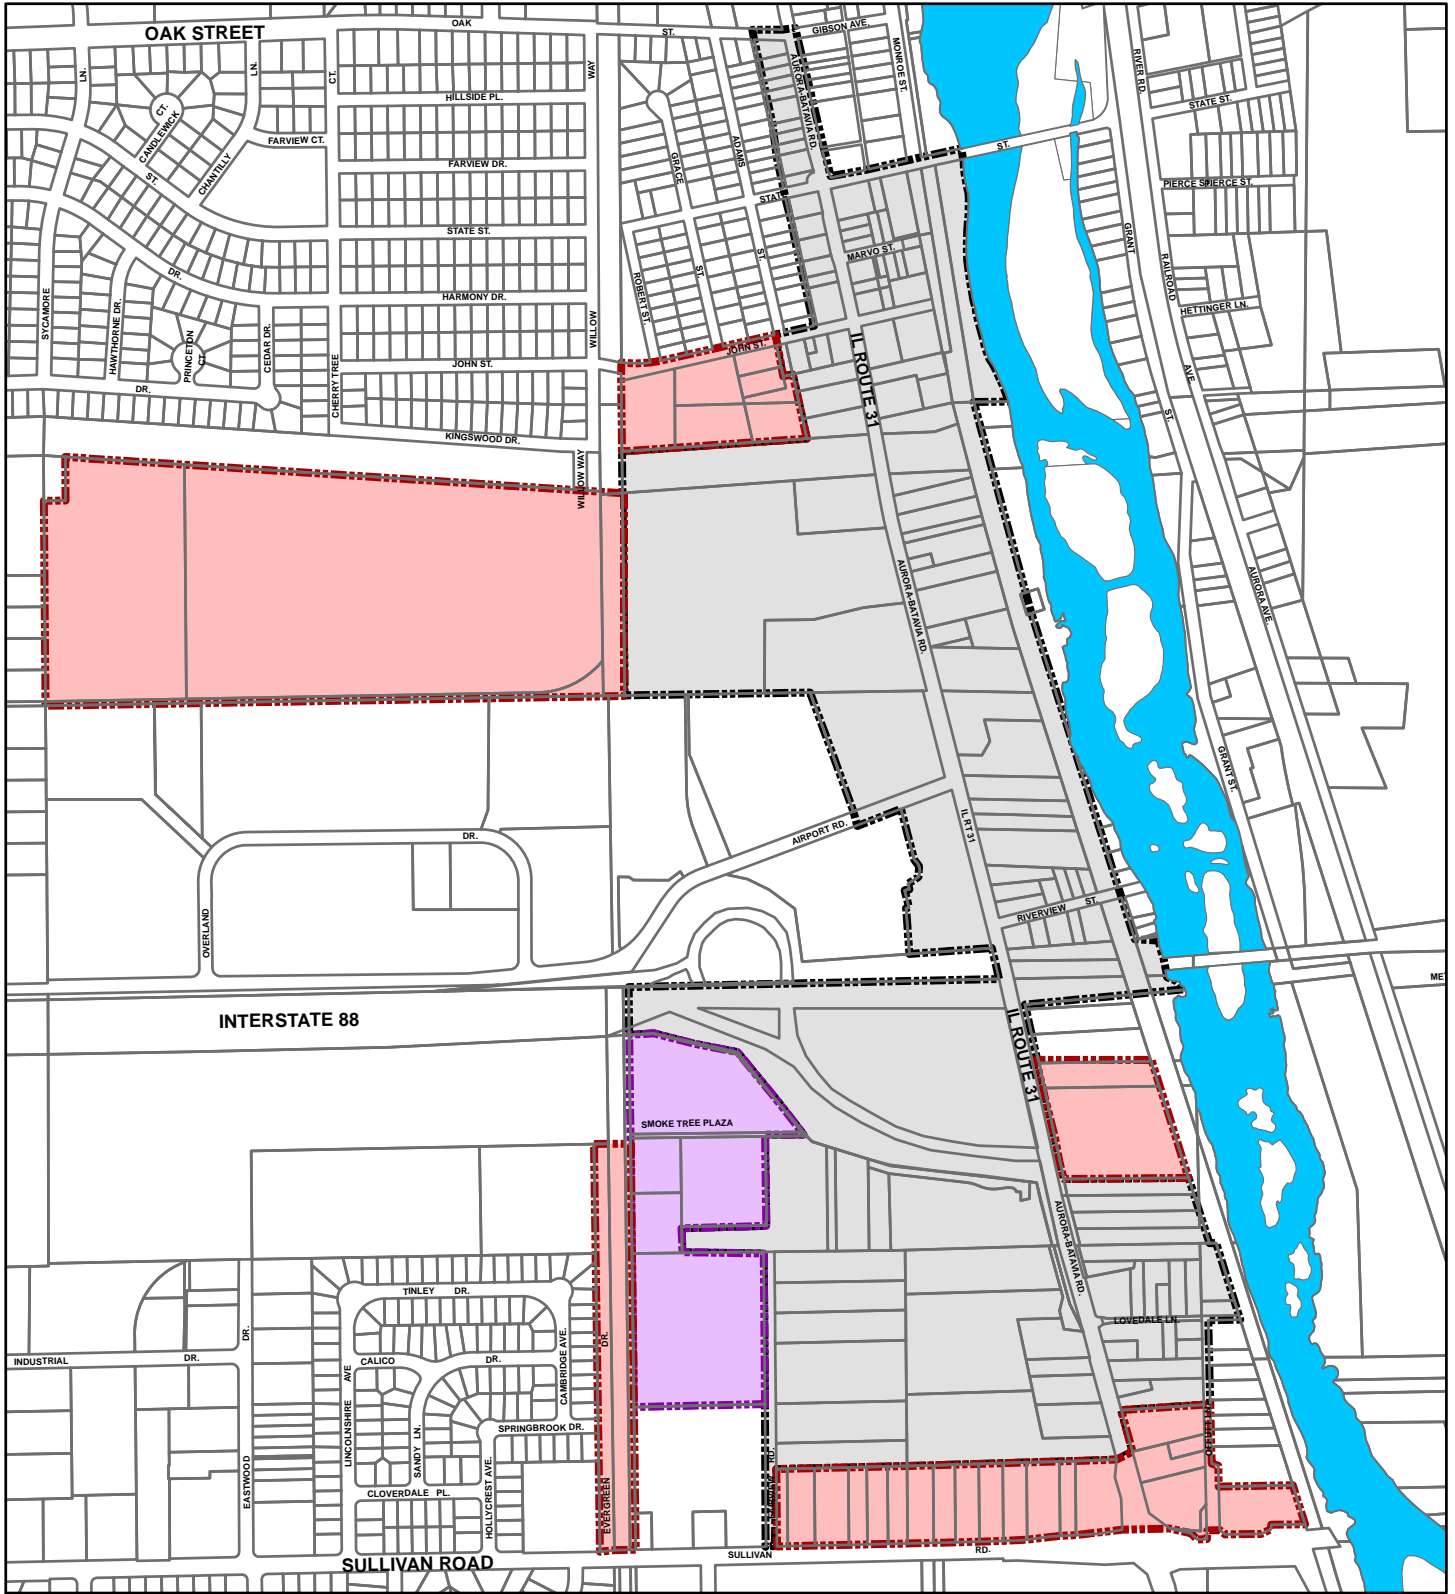 OAK STREET
OAK
ST.
GIBSON AVE.
MONROE ST.
AURORA-BATAVIA RD.
RIVER RD.
STATE ST.
LN.
LN.
CT.
WAY
HILLSIDE PL.
CT.
CANDLEWICK
FARVIEW CT.
CHANTILLY
ST.
FARVIEW DR.
GRACE
ADAMS
STATE
ST.
PIERCE ST.
PIERCE ST.
STATE ST.
GRANT
MARVO ST.
ST.
ST.
RAILROAD
DR.
HARMONY DR.
ROBERT ST.
HETTINGER LN.
SYCAMORE
HAWTHORNE DR.
PRINCETON
CT.
CEDAR DR.
WILLOW
JOHN ST.
JOHN ST.
IL ROUTE 31
CHERRY TREE
AVE.
DR.
ST.
KINGSWOOD DR.
WILLOW WAY
AURORA-BATAVIA RD.
AURORA AVE.
GRANT ST.
DR.
AIRPORT RD.
IL RT 31
OVERLAND
RIVERVIEW
ST.
MET
INTERSTATE 88
IL ROUTE 31
SMOKE TREE PLAZA
AURORA-BATAVIA RD.
TINLEY
DR.
LOVEDALE LN.
INDUSTRIAL
DR.
DR.
CALICO
DR.
CAMBRIDGE AVE.
DR.
LINCOLNSHIRE
AVE
SANDY LN.
SPRINGBROOK DR.
EASTWOOD
HOLLYCREST AVE.
CLOVERDALE PL.
EVERGREEN
RD.
SULLIVAN
RD.
SULLIVAN ROAD